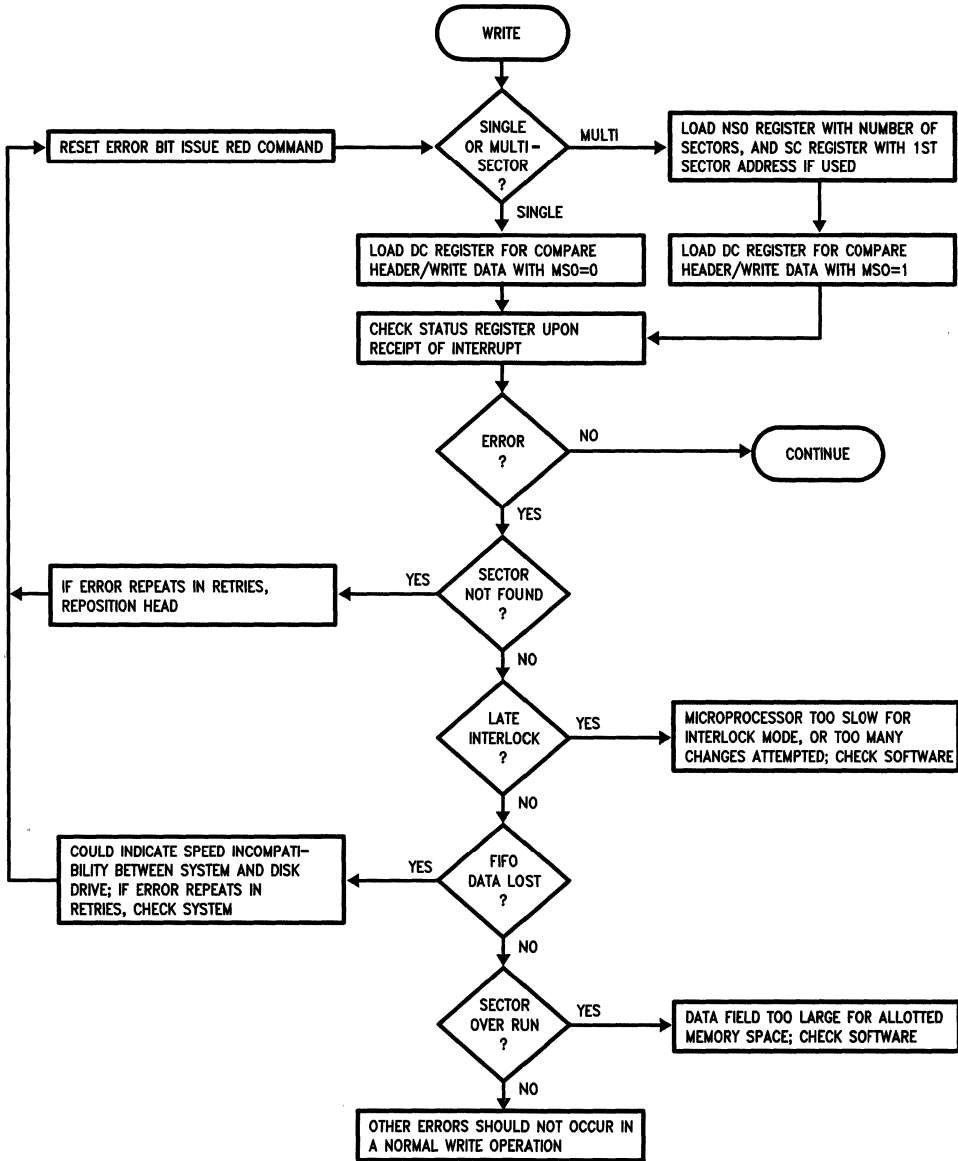 WRITE
SINGLE
OR MULTI-
SECTOR
?
MULTI
SINGLE
RESET ERROR BIT ISSUE RED COMMAND
LOAD NSO REGISTER WITH NUMBER OF
SECTORS, AND SC REGISTER WITH 1ST
SECTOR ADDRESS IF USED
LOAD DC REGISTER FOR COMPARE
HEADER/WRITE DATA WITH MSO=0
LOAD DC REGISTER FOR COMPARE
HEADER/WRITE DATA WITH MSO=1
CHECK STATUS REGISTER UPON
RECEIPT OF INTERRUPT
ERROR
?
NO
CONTINUE
YES
SECTOR
NOT FOUND
?
YES
IF ERROR REPEATS IN RETRIES,
REPOSITION HEAD
NO
LATE
INTERLOCK
?
YES
MICROPROCESSOR TOO SLOW FOR
INTERLOCK MODE, OR TOO MANY
CHANGES ATTEMPTED; CHECK SOFTWARE
NO
FIFO
DATA LOST
?
YES
COULD INDICATE SPEED INCOMPATI-
BILITY BETWEEN SYSTEM AND DISK
DRIVE; IF ERROR REPEATS IN
RETRIES, CHECK SYSTEM
NO
SECTOR
OVER RUN
?
YES
DATA FIELD TOO LARGE FOR ALLOTTED
MEMORY SPACE; CHECK SOFTWARE
NO
OTHER ERRORS SHOULD NOT OCCUR IN
A NORMAL WRITE OPERATION